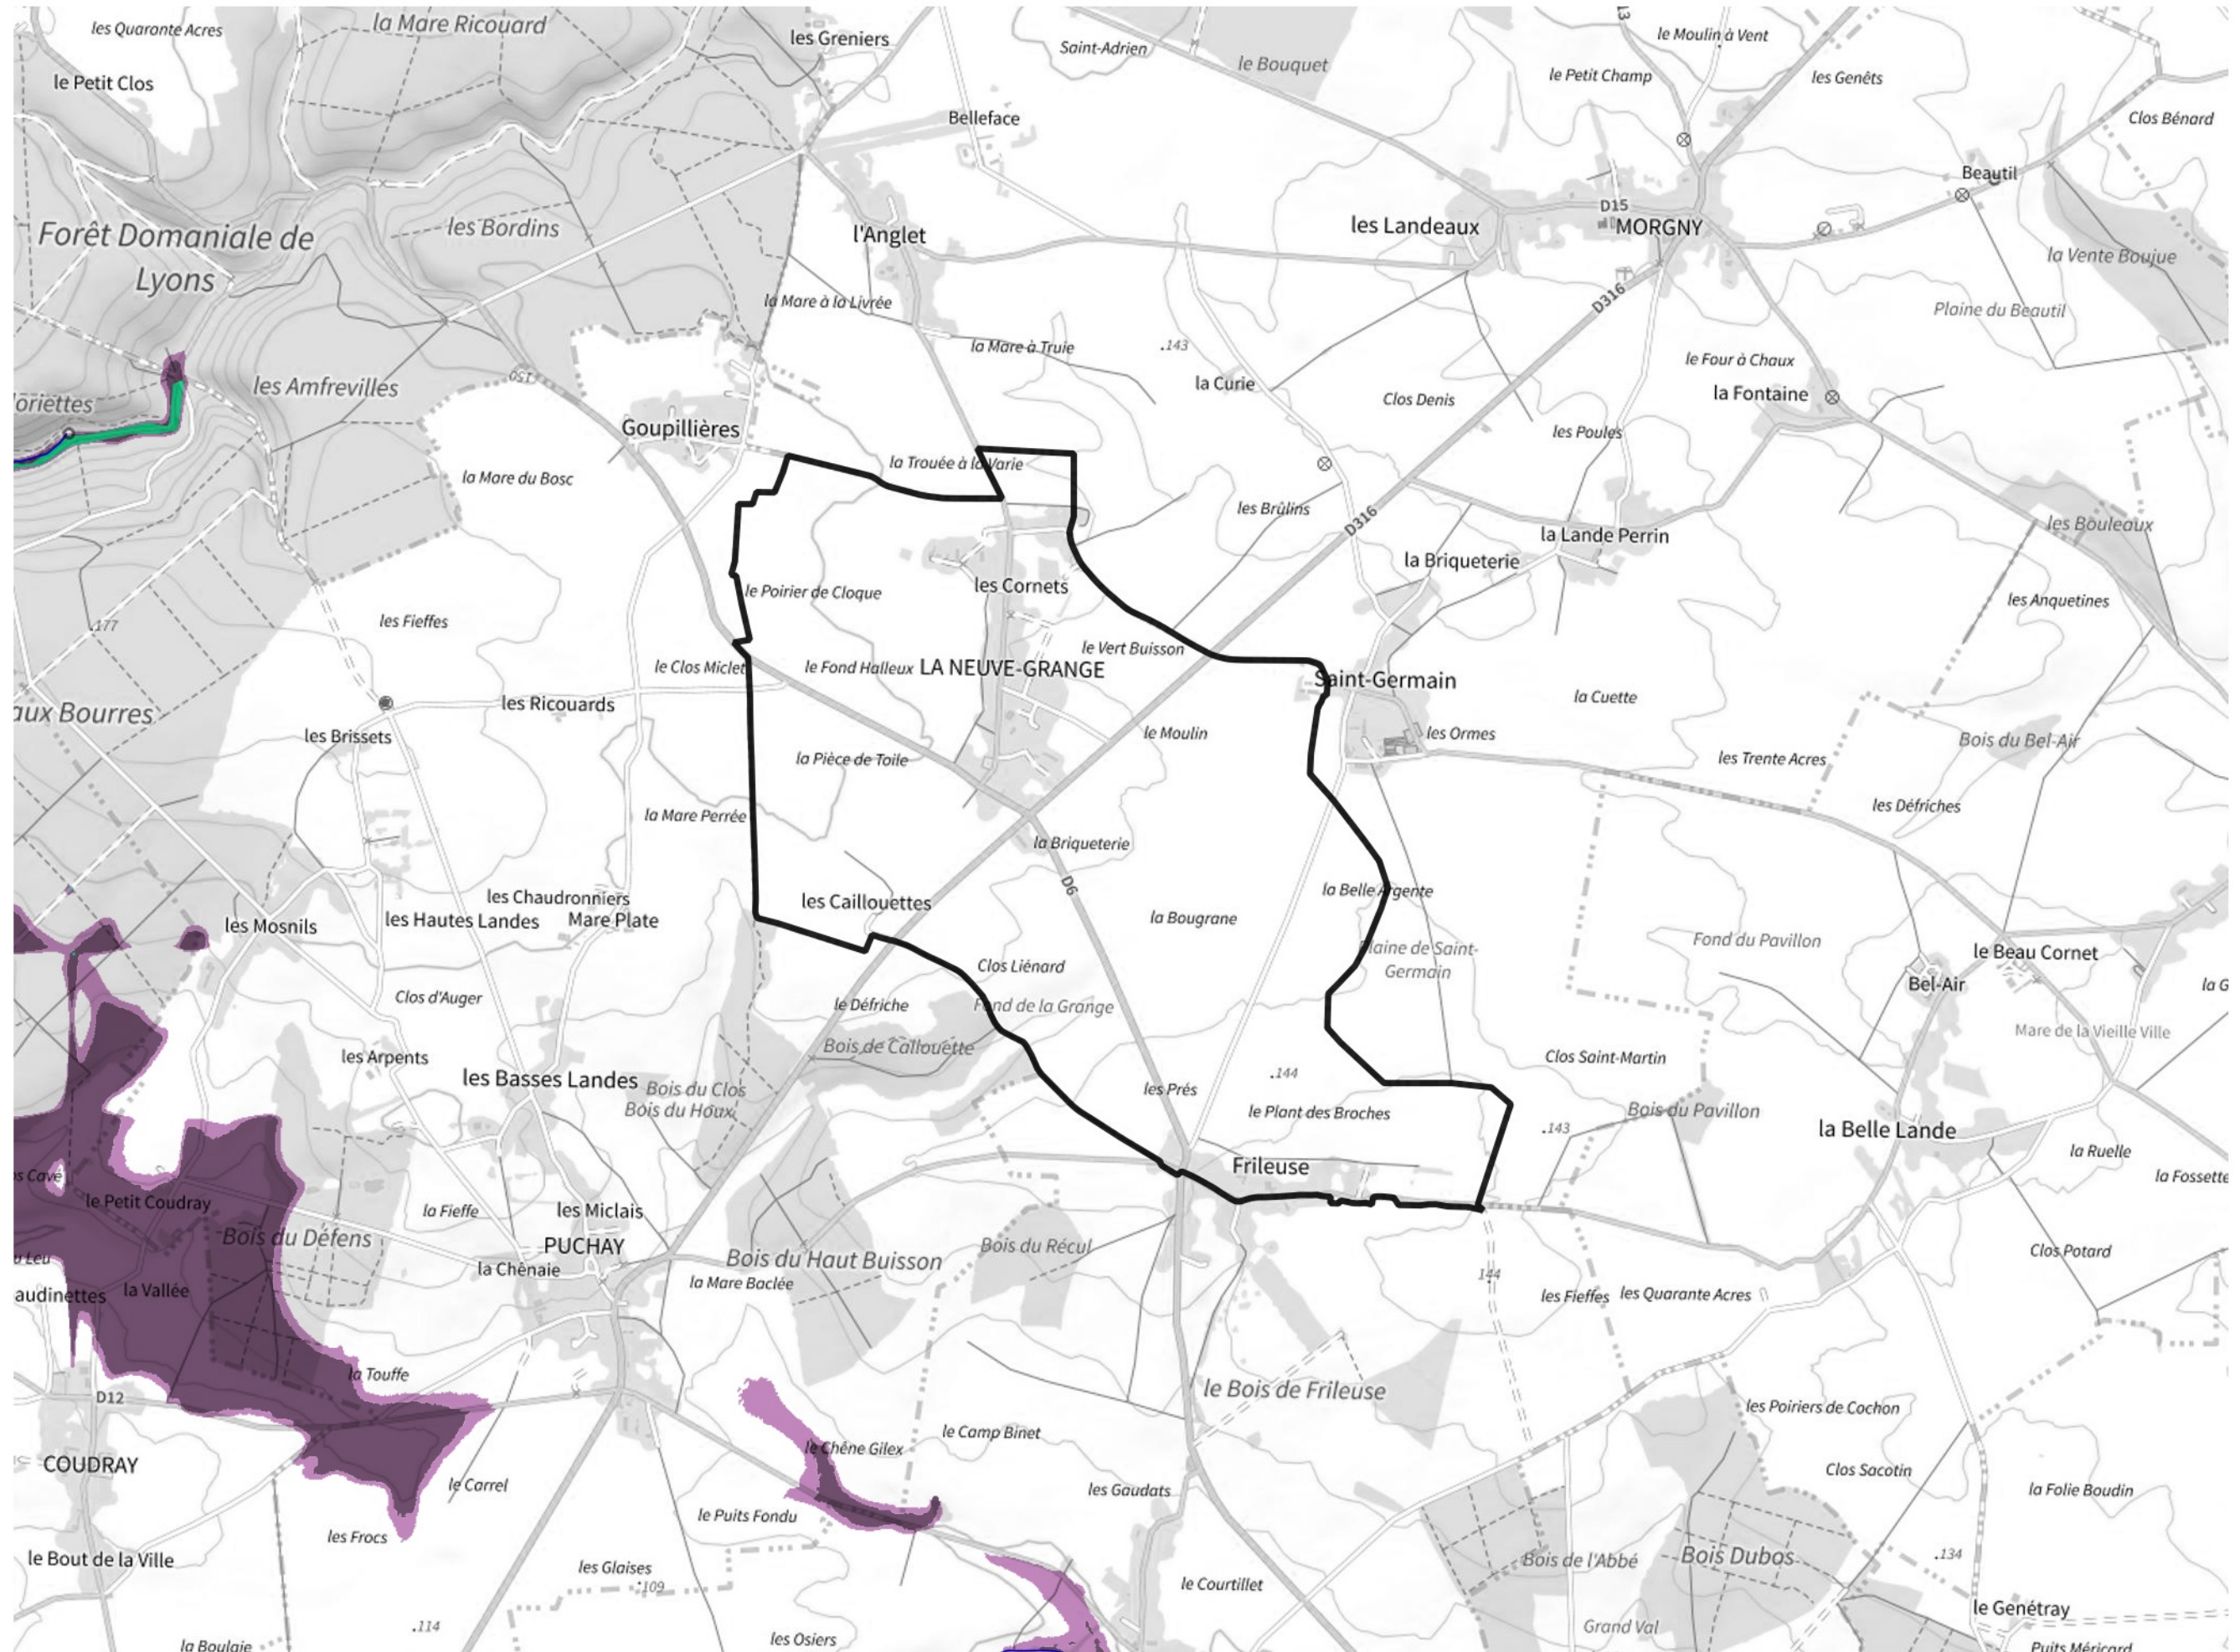 les Quarante Acres
la Mare Ricouard
les Greniers
Saint-Adrien
le Bouquet
13
le Moulin à Vent
le Petit Clos
le Petit Champ
les Genêts
Belleface
Clos Bénard
Beautil
Forêt Domaniale de
Lyons
les Bordins
l'Anglet
les Landeaux
D15
MORGNY
la Vente Boujue
la Mare à la Livrée
D316
Plaine du Beautil
la Mare à Truie
.143
le Four à Chaux
les Amfrevilles
150
la Curie
la Fontaine
oriettes
Clos Denis
Goupillières
les Poules
la Trouée à la Varie
la Mare du Bosc
les Brûlins
D316
la Lande Perrin
les Bouleaux
la Briqueterie
les Cornets
le Poirier de Cloque
les Anquetines
.177
les Fieffes
le Vert Buisson
le Clos Miclet
le Fond Halleux
LA NEUVE-GRANGE
Saint-Germain
la Cuette
aux Bourres
les Ricouards
les Brissets
le Moulin
les Ormes
Bois du Bel-Air
la Pièce de Toile
les Trente Acres
les Défriches
la Mare Perrée
la Briqueterie
D6
les Chaudronniers
les Caillouettes
la Belle Argente
les Mosnils
les Hautes Landes
Mare Plate
la Bougrane
Plaine de Saint-
Germain
Fond du Pavillon
le Beau Cornet
Clos Liénard
Bel-Air
la G
Clos d'Auger
le Défriche
Fond de la Grange
Mare de la Vieille Ville
Bois de Callouette
les Arpents
Clos Saint-Martin
les Basses Landes
Bois du Clos
Bois du Houx
.144
les Prés
le Plant des Broches
Bois du Pavillon
.143
la Belle Lande
la Ruelle
Frileuse
os Cavé
la Fossette
le Petit Coudray
la Fieffe
les Miclais
Bois du Défens
PUCHAY
Bois du Haut Buisson
Bois du Récul
Clos Potard
u Leu
la Chênaie
la Mare Baclée
144
audinettes
la Vallée
les Fieffes
les Quarante Acres
la Touffe
D12
le Bois de Frileuse
les Poiriers de Cochon
le Chêne Gilex
le Camp Binet
COUDRAY
Clos Sacotin
le Carrel
les Gaudats
la Folie Boudin
le Puits Fondu
les Frocs
le Bout de la Ville
les Glaises
.109
Bois de l'Abbé
Bois Dubos
.134
le Courtillet
le Genétray
.114
Grand Val
la Boulaie
les Osiers
Puits Méricard